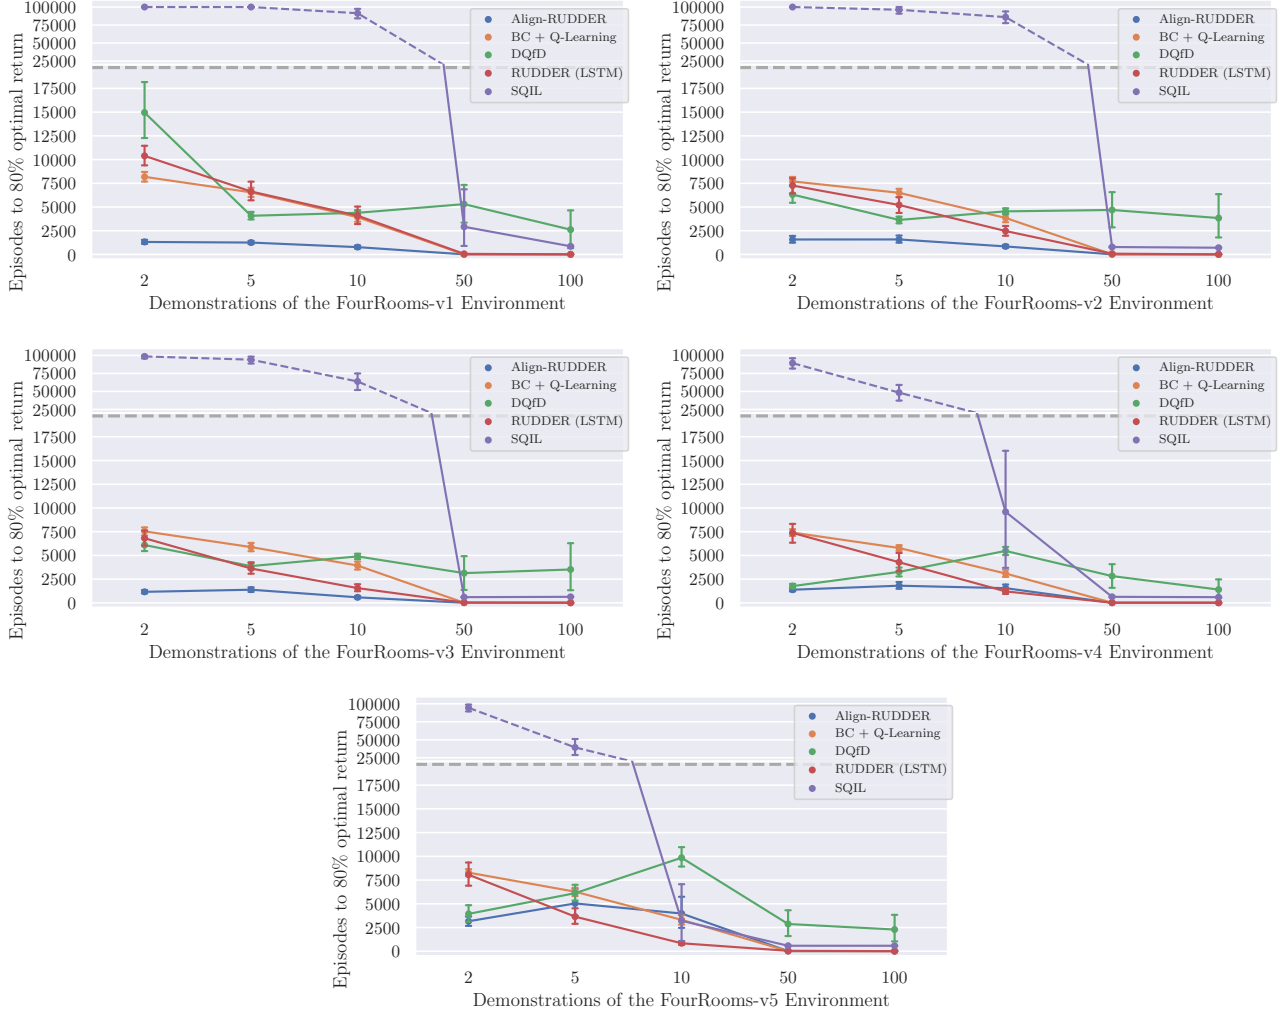 Episodes to 80% optimal return
100000
75000
50000
25000
17500
15000
12500
10000
7500
5000
2500
0
2 5 10 50 100
Demonstrations of the FourRooms-v1 Environment
Align-RUDDER
BC + Q-Learning
DQfD
RUDDER (LSTM)
SQIL
Episodes to 80% optimal return
100000
75000
50000
25000
17500
15000
12500
10000
7500
5000
2500
0
2 5 10 50 100
Demonstrations of the FourRooms-v2 Environment
Align-RUDDER
BC + Q-Learning
DQfD
RUDDER (LSTM)
SQIL
Episodes to 80% optimal return
100000
75000
50000
25000
17500
15000
12500
10000
7500
5000
2500
0
2 5 10 50 100
Demonstrations of the FourRooms-v3 Environment
Align-RUDDER
BC + Q-Learning
DQfD
RUDDER (LSTM)
SQIL
Episodes to 80% optimal return
100000
75000
50000
25000
17500
15000
12500
10000
7500
5000
2500
0
2 5 10 50 100
Demonstrations of the FourRooms-v4 Environment
Align-RUDDER
BC + Q-Learning
DQfD
RUDDER (LSTM)
SQIL
Episodes to 80% optimal return
100000
75000
50000
25000
17500
15000
12500
10000
7500
5000
2500
0
2 5 10 50 100
Demonstrations of the FourRooms-v5 Environment
Align-RUDDER
BC + Q-Learning
DQfD
RUDDER (LSTM)
SQIL